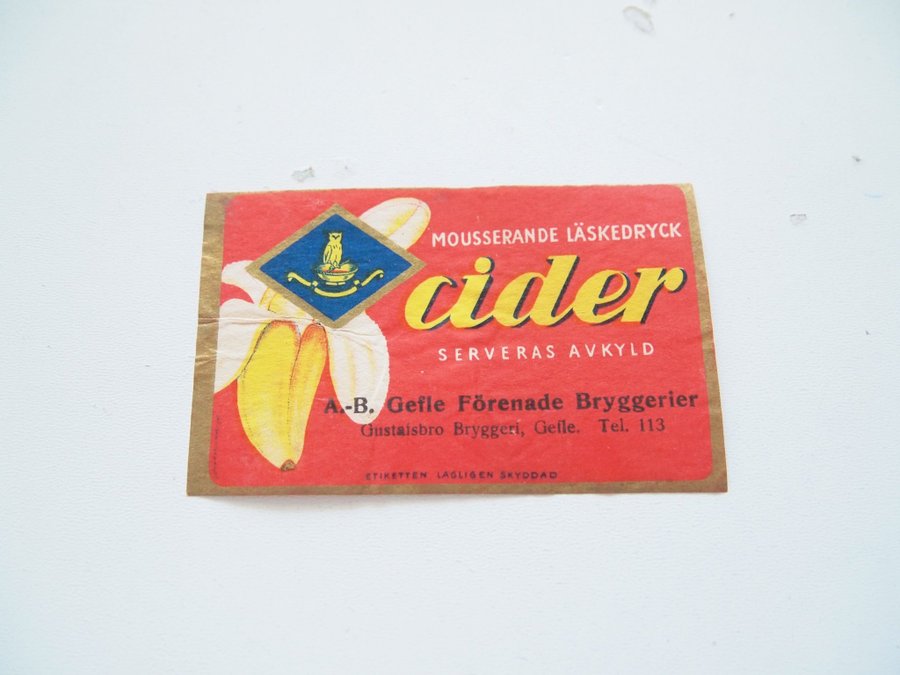 MOUSSERANDE LÄSKEDRYCK
cider
SERVERAS AVKYLD
A.-B. Gefle Förenade Bryggerier
Gustafsbro Bryggeri, Gefle. Tel. 113
ETIKETTEN LAGLIGEN SKYDDAD